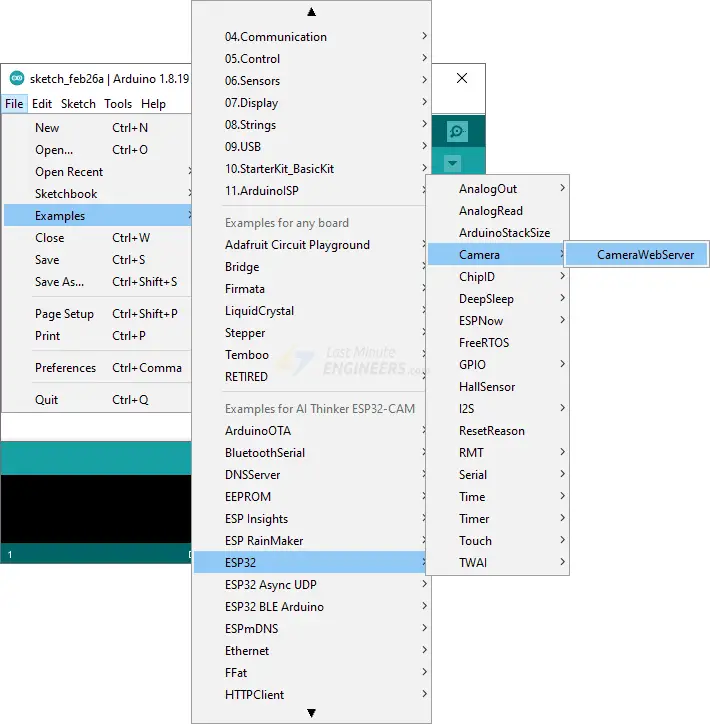 sketch_feb26a | Arduino 1.8.19
File Edit Sketch Tools Help
New Ctrl+N
Open... Ctrl+O
Open Recent
Sketchbook
Examples
Close Ctrl+W
Save Ctrl+S
Save As... Ctrl+Shift+S
Page Setup Ctrl+Shift+P
Print Ctrl+P
Preferences Ctrl+Comma
Quit Ctrl+Q
1
04.Communication
05.Control
06.Sensors
07.Display
08.Strings
09.USB
10.StarterKit_BasicKit
11.ArduinoISP
Examples for any board
Adafruit Circuit Playground
Bridge
Firmata
LiquidCrystal
Stepper
Temboo
RETIRED
Last Minute
ENGINEERS.com
Examples for AI Thinker ESP32-CAM
ArduinoOTA
BluetoothSerial
DNSServer
EEPROM
ESP Insights
ESP RainMaker
ESP32
ESP32 Async UDP
ESP32 BLE Arduino
ESPmDNS
Ethernet
FFat
HTTPClient
AnalogOut
AnalogRead
ArduinoStackSize
Camera
ChipID
DeepSleep
ESPNow
FreeRTOS
GPIO
HallSensor
I2S
ResetReason
RMT
Serial
Time
Timer
Touch
TWAI
CameraWebServer